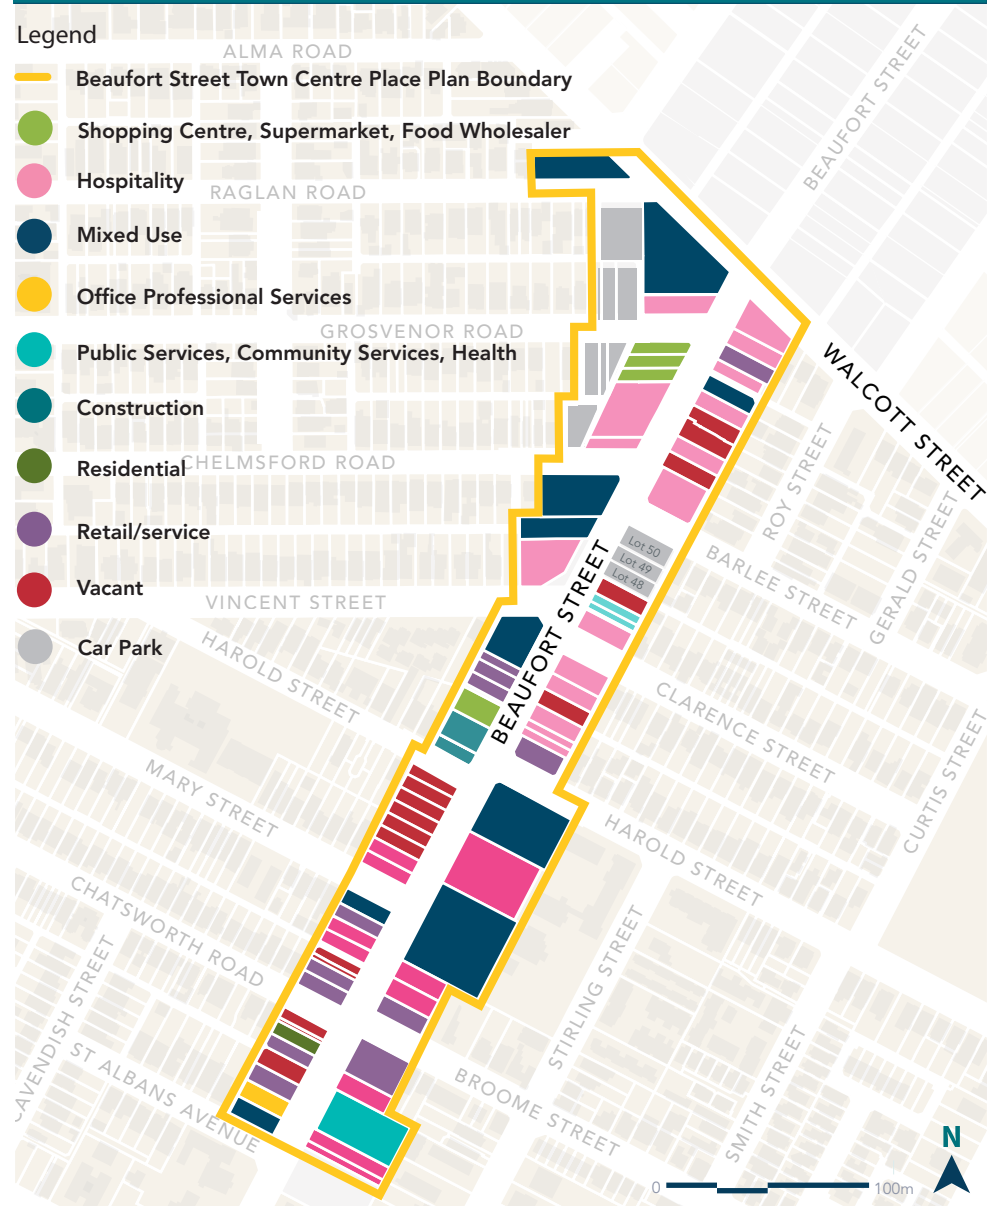 Legend
ALMA ROAD
Beaufort Street Town Centre Place Plan Boundary
BEAUFORT STREET
Shopping Centre, Supermarket, Food Wholesaler
Hospitality
RAGLAN ROAD
Mixed Use
Office Professional Services
GROSVENOR ROAD
Public Services, Community Services, Health
WALCOTT STREET
Construction
CHELMSFORD ROAD
Residential
ROY STREET
Retail/service
Lot 50
Lot 49
Lot 48
BARLEE STREET
GERALD STREET
Vacant
VINCENT STREET
BEAUFORT STREET
Car Park
HAROLD STREET
CLARENCE STREET
CURTIS STREET
MARY STREET
HAROLD STREET
CHATSWORTH ROAD
CAVENDISH STREET
STIRLING STREET
ST ALBANS AVENUE
BROOME STREET
SMITH STREET
N
0
100m